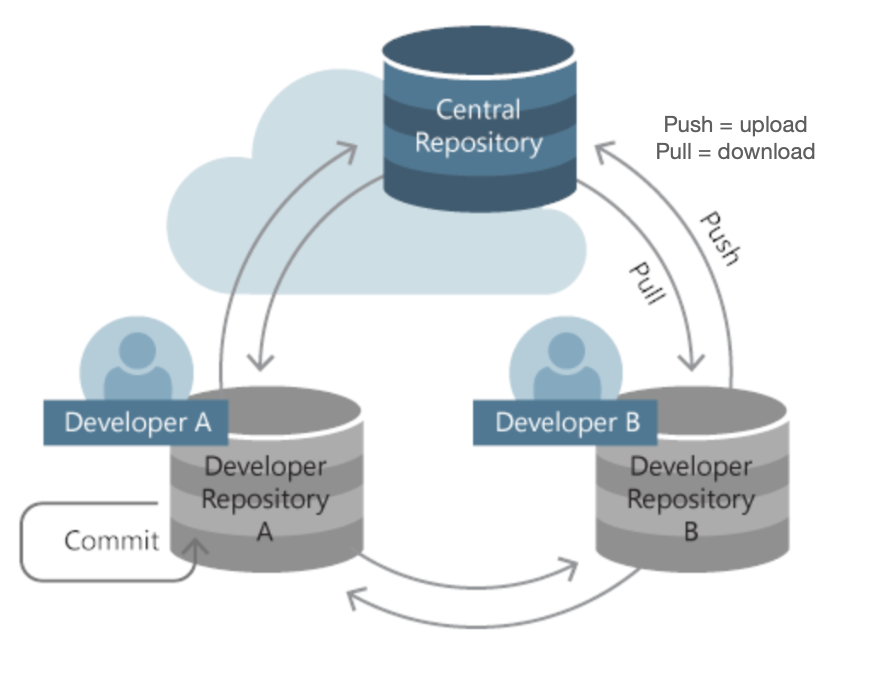 Central
Repository
Push = upload
Pull = download
Push
Pull
Developer A
Developer B
Developer
Repository
A
Developer
Repository
B
Commit